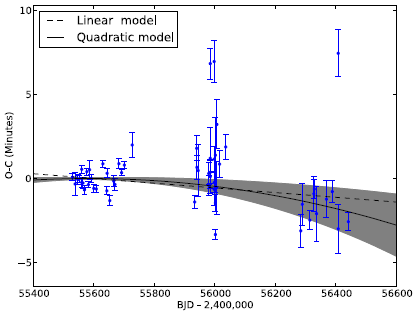 10
5
0
−5
O-C (Minutes)
Linear model
Quadratic model
55400 55600 55800 56000 56200 56400 56600
BJD − 2,400,000